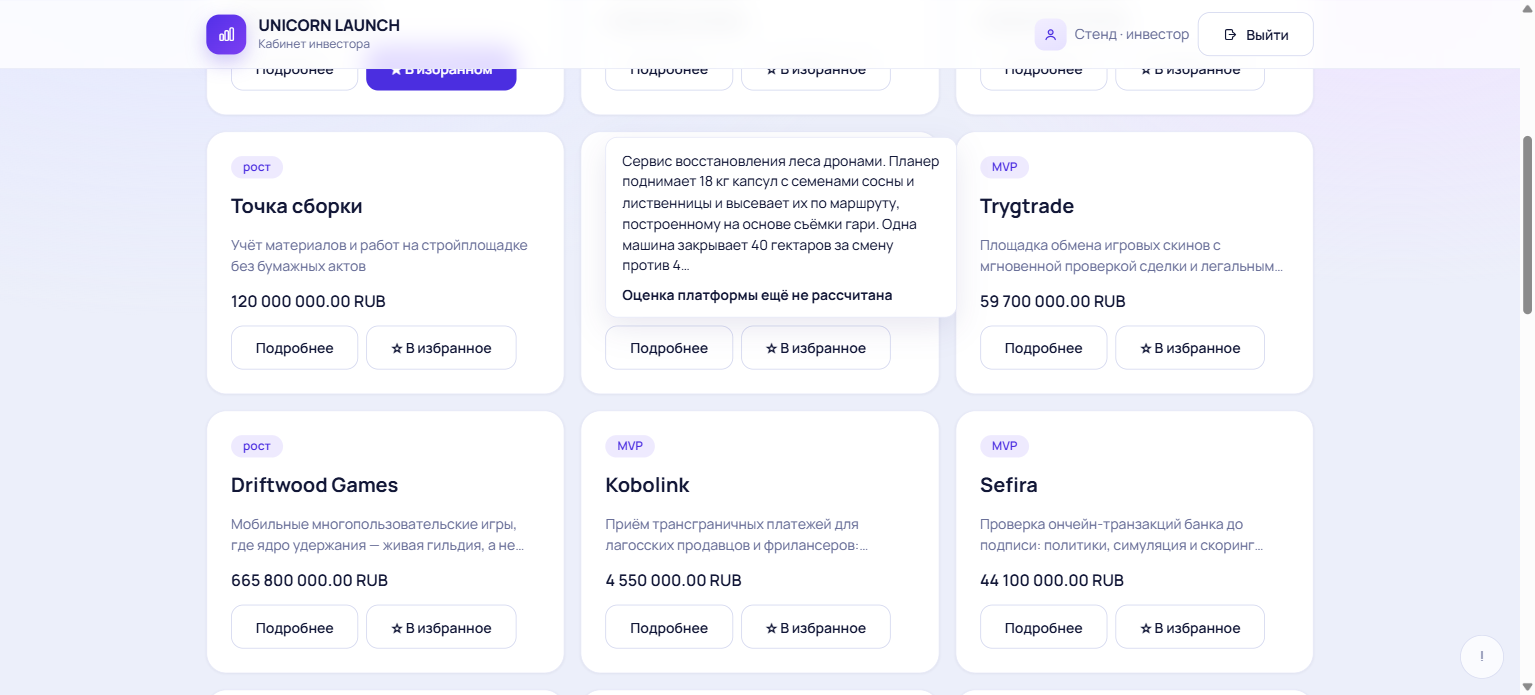 UNICORN LAUNCH
Кабинет инвестора
Стенд · инвестор
Выйти
Подробнее
★ В избранном
Подробнее
☆ В избранное
Подробнее
☆ В избранное
рост
Точка сборки
Учёт материалов и работ на стройплощадке
без бумажных актов
120 000 000.00 RUB
Подробнее
☆ В избранное
Сервис восстановления леса дронами. Планер
поднимает 18 кг капсул с семенами сосны и
лиственницы и высевает их по маршруту,
построенному на основе съёмки гари. Одна
машина закрывает 40 гектаров за смену
против 4…
Оценка платформы ещё не рассчитана
Подробнее
☆ В избранное
MVP
Trygtrade
Площадка обмена игровых скинов с
мгновенной проверкой сделки и легальным…
59 700 000.00 RUB
Подробнее
☆ В избранное
рост
Driftwood Games
Мобильные многопользовательские игры,
где ядро удержания — живая гильдия, а не…
665 800 000.00 RUB
Подробнее
☆ В избранное
MVP
Kobolink
Приём трансграничных платежей для
лагосских продавцов и фрилансеров:…
4 550 000.00 RUB
Подробнее
☆ В избранное
MVP
Sefira
Проверка ончейн-транзакций банка до
подписи: политики, симуляция и скоринг…
44 100 000.00 RUB
Подробнее
☆ В избранное
!